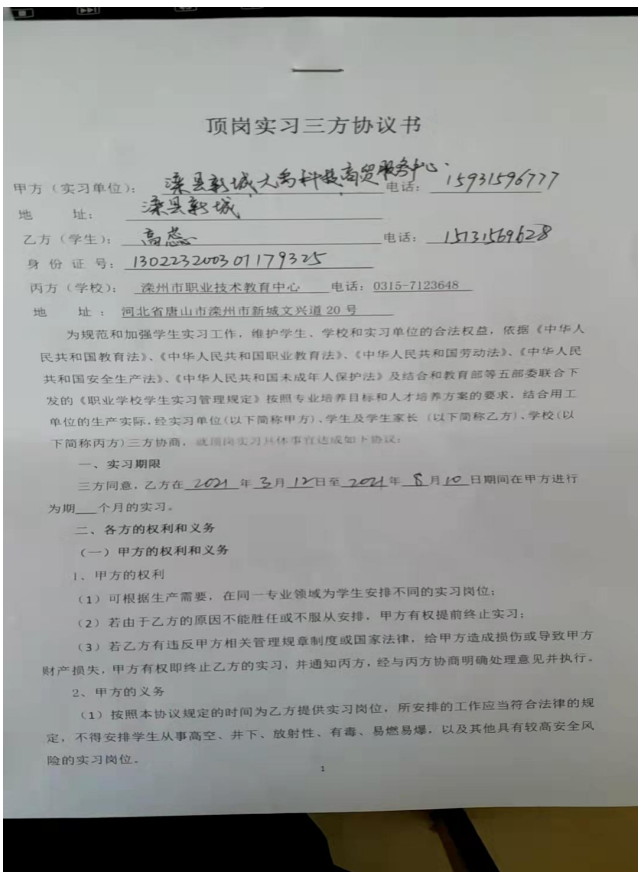 顶岗实习三方协议书
甲方（实习单位）： 滦县新城大禹科技商贸服务中心 电话： 15931596777
地 址： 滦县新城
乙方（学生）： 高蕊 电话： 15731569628
身份证号： 130223200301179325
丙方（学校）： 滦州市职业技术教育中心 电话：0315-7123648
地 址 ：河北省唐山市滦州市新城文兴道 20 号
为规范和加强学生实习工作，维护学生、学校和实习单位的合法权益，依据《中华人
民共和国教育法》、《中华人民共和国职业教育法》、《中华人民共和国劳动法》、《中华人民
共和国安全生产法》、《中华人民共和国未成年人保护法》及结合和教育部等五部委联合下
发的《职业学校学生实习管理规定》按照专业培养目标和人才培养方案的要求，结合用工
单位的生产实际，经实习单位(以下简称甲方)、学生及学生家长（以下简称乙方）、学校(以
下简称丙方)三方协商，就顶岗实习具体事宜达成如下协议：
一、实习期限
三方同意，乙方在 2021 年 3 月 12 日至 2021 年 8 月 10 日期间在甲方进行
为期___个月的实习。
二、各方的权利和义务
（一）甲方的权利和义务
1．甲方的权利
（1）可根据生产需要，在同一专业领域为学生安排不同的实习岗位；
（2）若由于乙方的原因不能胜任或不服从安排，甲方有权提前终止实习；
（3）若乙方有违反甲方相关管理规章制度或国家法律，给甲方造成损伤或导致甲方
财产损失，甲方有权即终止乙方的实习，并通知丙方，经与丙方协商明确处理意见并执行。
2、甲方的义务
（1）按照本协议规定的时间为乙方提供实习岗位，所安排的工作应当符合法律的规
定，不得安排学生从事高空、井下、放射性、有毒、易燃易爆，以及其他具有较高安全风
险的实习岗位。
1